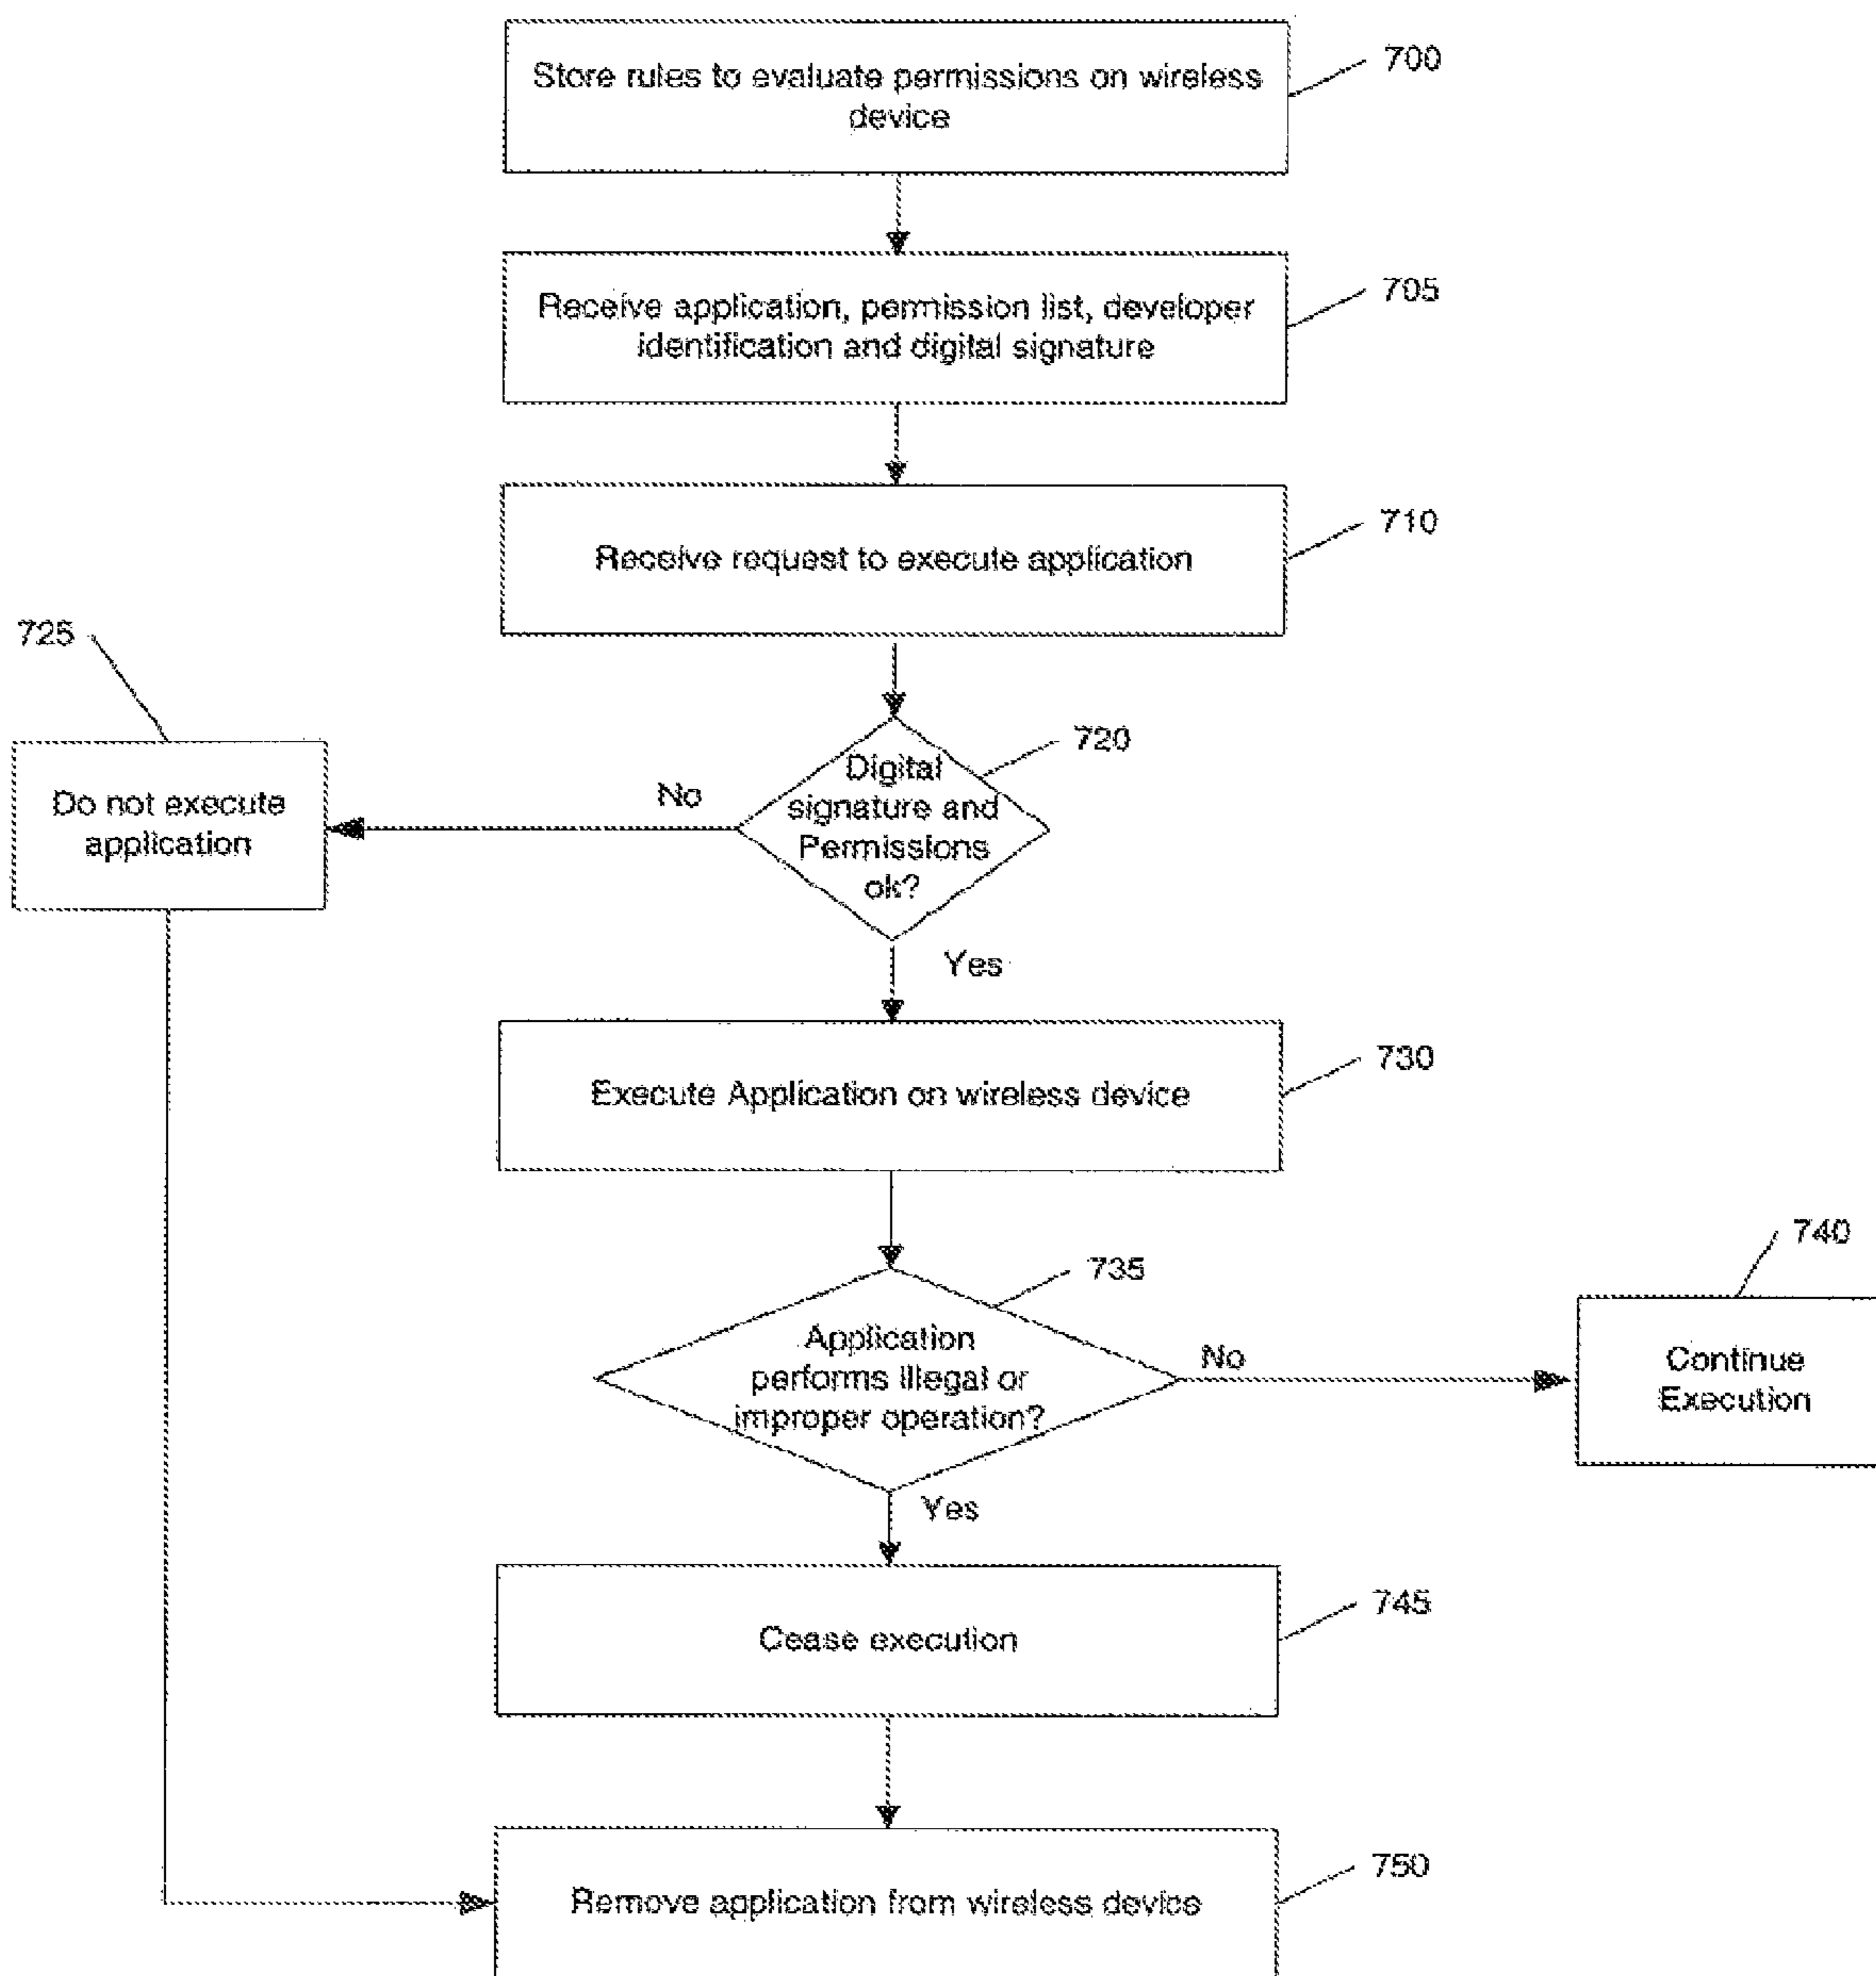 Store rules to evaluate permissions on wireless
device
700
Receive application, permission list, developer
identification and digital signature
705
Receive request to execute application
710
725
Do not execute
application
No
Digital
signature and
Permissions
ok?
720
Yes
Execute Application on wireless device
730
Application
performs illegal or
improper operation?
735
No
740
Continue
Execution
Yes
Cease execution
745
Remove application from wireless device
750